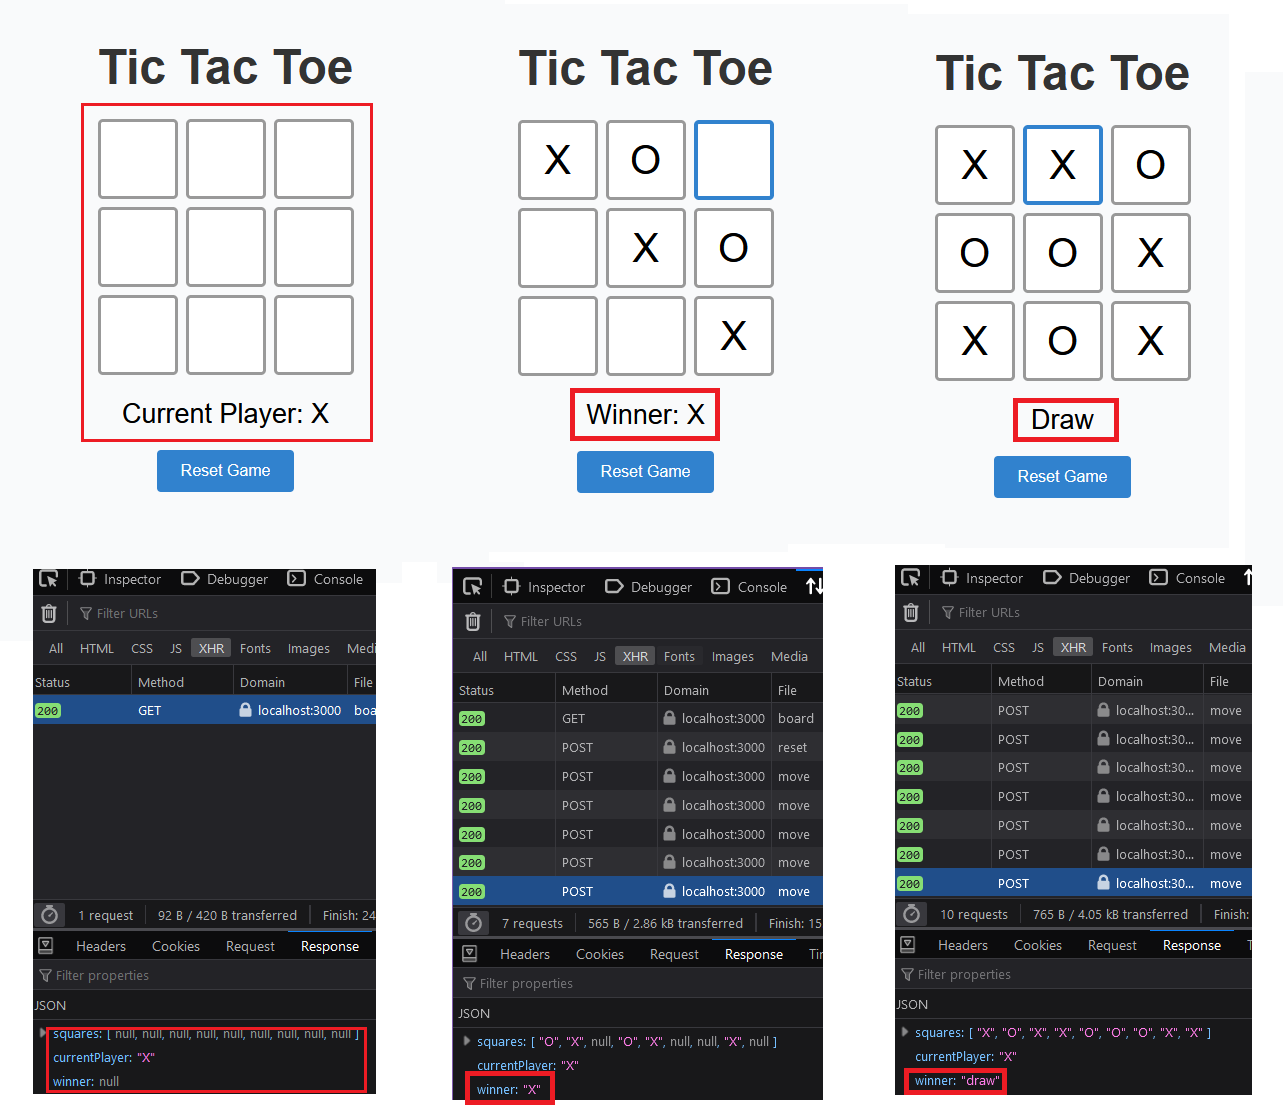 Tic Tac Toe
Current Player: X
Reset Game
Tic Tac Toe
X O
X O
X
Winner: X
Reset Game
Tic Tac Toe
X X O
O O X
X O X
Draw
Reset Game
Inspector Debugger Console
Filter URLs
All HTML CSS JS XHR Fonts Images Medi
Status Method Domain File
200 GET localhost:3000 boa
1 request 92 B / 420 B transferred Finish: 24
Headers Cookies Request Response
Filter properties
JSON
squares: [ null, null, null, null, null, null, null, null, null ]
currentPlayer: "X"
winner: null
Inspector Debugger Console
Filter URLs
All HTML CSS JS XHR Fonts Images Media
Status Method Domain File
200 GET localhost:3000 board
200 POST localhost:3000 reset
200 POST localhost:3000 move
200 POST localhost:3000 move
200 POST localhost:3000 move
200 POST localhost:3000 move
200 POST localhost:3000 move
7 requests 565 B / 2.86 kB transferred Finish: 15
Headers Cookies Request Response Tir
Filter properties
JSON
squares: [ "O", "X", null, "O", "X", null, null, "X", null ]
currentPlayer: "X"
winner: "X"
Inspector Debugger Console
Filter URLs
All HTML CSS JS XHR Fonts Images Media
Status Method Domain File
200 POST localhost:30... move
200 POST localhost:30... move
200 POST localhost:30... move
200 POST localhost:30... move
200 POST localhost:30... move
200 POST localhost:30... move
200 POST localhost:30... move
10 requests 765 B / 4.05 kB transferred Finish:
Headers Cookies Request Response T
Filter properties
JSON
squares: [ "X", "O", "X", "X", "O", "O", "O", "X", "X" ]
currentPlayer: "X"
winner: "draw"